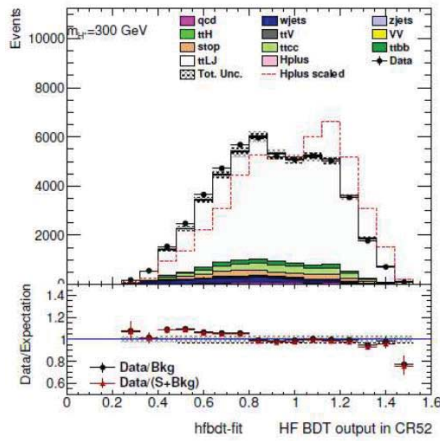 Events
10000
8000
6000
4000
2000
0
=300 GeV
qcd wjets zjets
ttH ttV VV
stop ttcc ttbb
ttLJ Hplus Data
Tot. Unc. Hplus scaled
Data/Expectation
1.4
1.2
1
0.8
0.6
Data/Bkg
Data/(S+Bkg)
0 0.2 0.4 0.6 0.8 1 1.2 1.4 1.6
hfbdt-fit HF BDT output in CR52